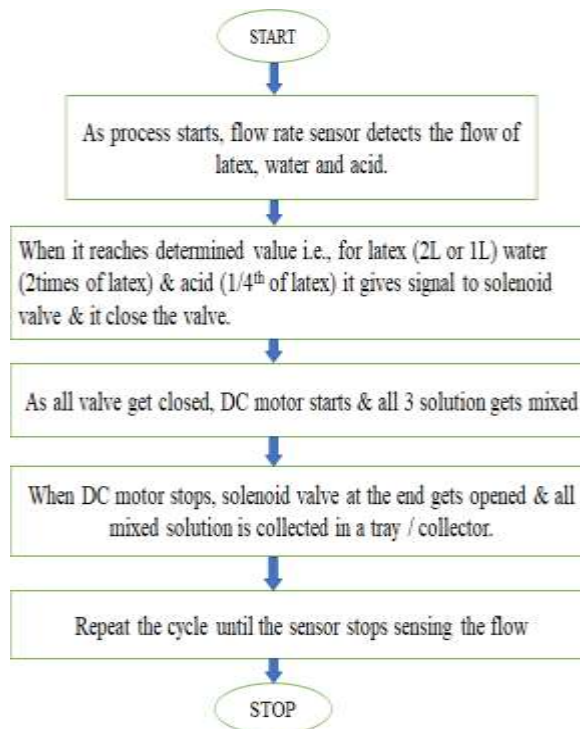 START
As process starts, flow rate sensor detects the flow of
latex, water and acid.
When it reaches determined value i.e., for latex (2L or 1L) water
(2times of latex) & acid (1/4th of latex) it gives signal to solenoid
valve & it close the valve.
As all valve get closed, DC motor starts & all 3 solution gets mixed
When DC motor stops, solenoid valve at the end gets opened & all
mixed solution is collected in a tray / collector.
Repeat the cycle until the sensor stops sensing the flow
STOP